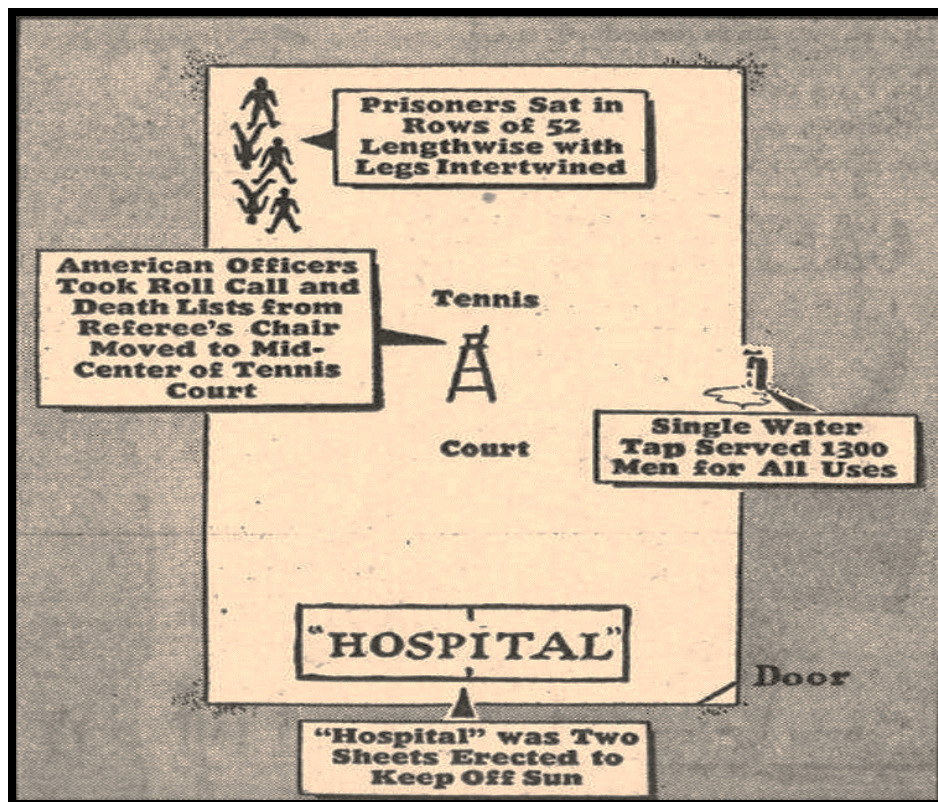 Prisoners Sat in
Rows of 52
Lengthwise with
Legs Intertwined
American Officers
Took Roll Call and
Death Lists from
Referee's Chair
Moved to Mid-
Center of Tennis
Court
Tennis
Court
Single Water
Tap Served 1300
Men for All Uses
"HOSPITAL"
Door
"Hospital" was Two
Sheets Erected to
Keep Off Sun